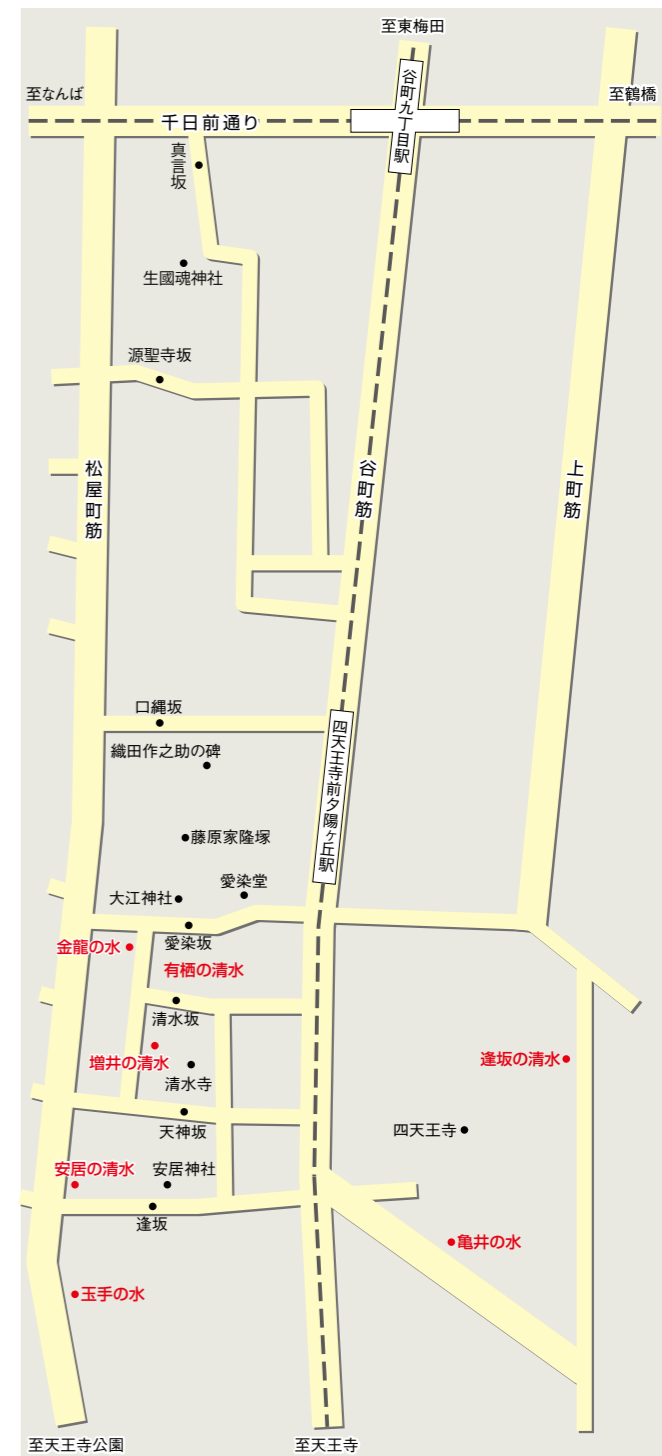 至東梅田
至なんば
至鶴橋
千日前通り
谷町九丁目駅
真言坂
生國魂神社
源聖寺坂
松屋町筋
谷町筋
上町筋
口縄坂
織田作之助の碑
四天王寺前夕陽ヶ丘駅
藤原家隆塚
愛染堂
大江神社
愛染坂
金龍の水
有栖の清水
清水坂
増井の清水
逢坂の清水
清水寺
天神坂
四天王寺
安居の清水
安居神社
逢坂
亀井の水
玉手の水
至天王寺公園
至天王寺